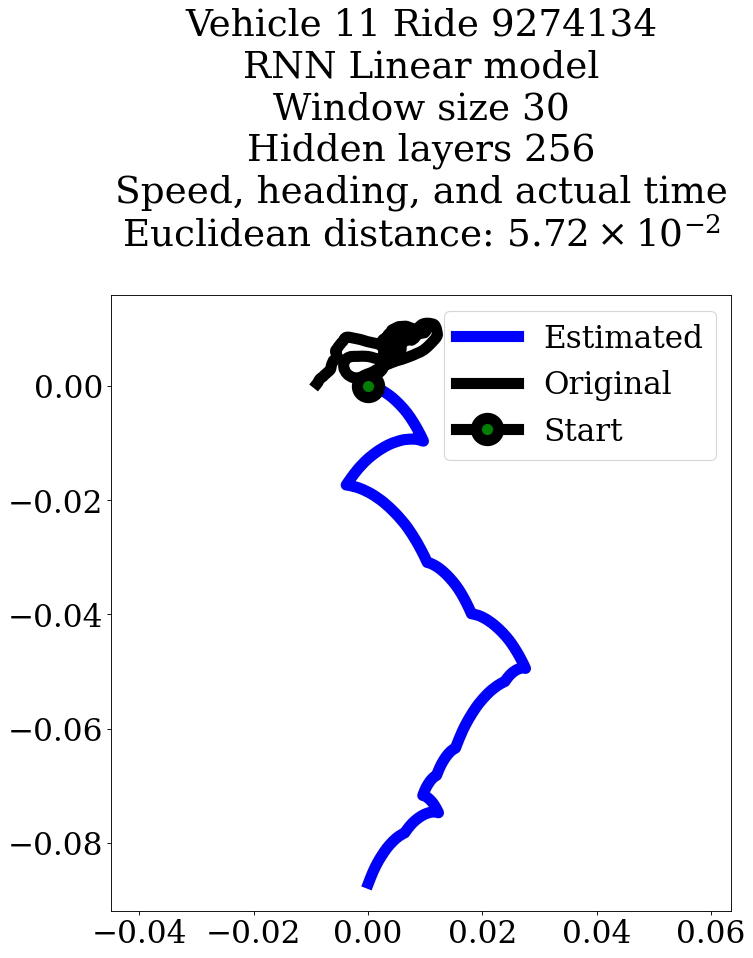 Vehicle 11 Ride 9274134
RNN Linear model
Window size 30
Hidden layers 256
Speed, heading, and actual time
Euclidean distance: 5.72 × 10⁻²
Estimated
Original
Start
0.00
−0.02
−0.04
−0.06
−0.08
−0.04 −0.02 0.00 0.02 0.04 0.06